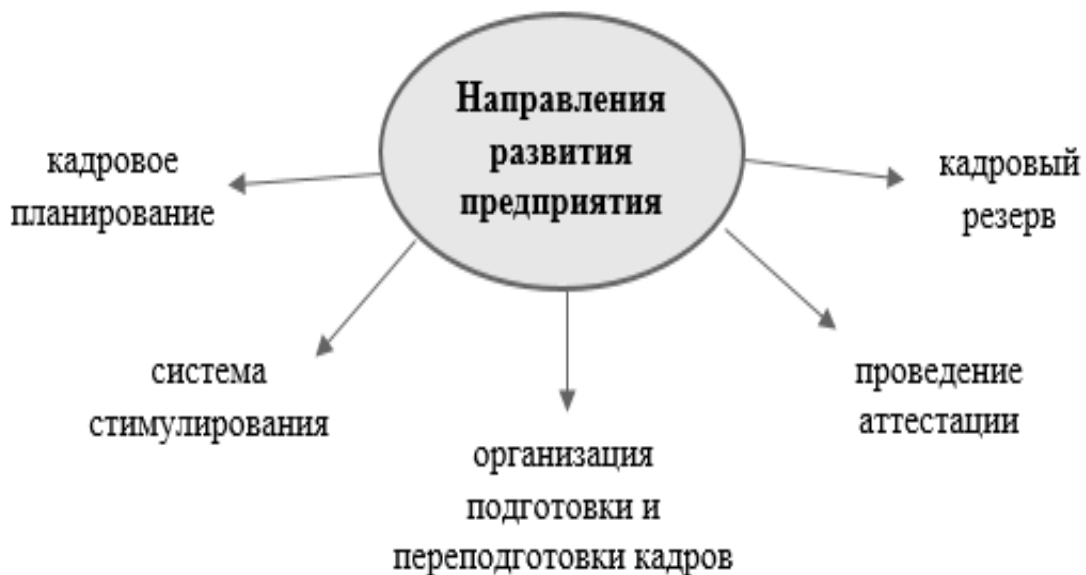 Направления
развития
предприятия
кадровое
планирование
система
стимулирования
организация
подготовки и
переподготовки кадров
проведение
аттестации
кадровый
резерв